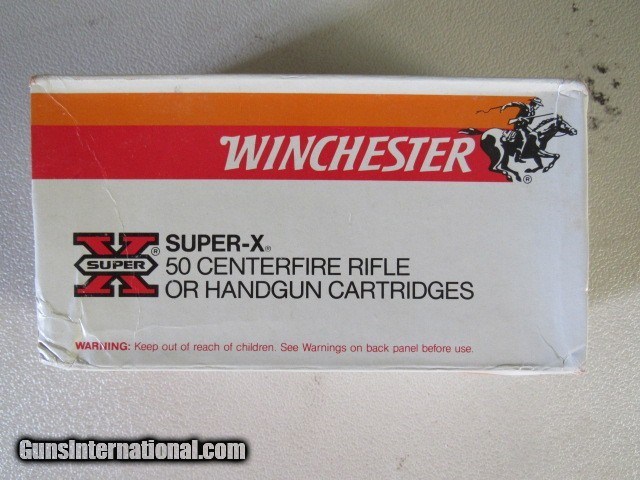 WINCHESTER
®
X ®
SUPER
SUPER-X®
50 CENTERFIRE RIFLE
OR HANDGUN CARTRIDGES
WARNING: Keep out of reach of children. See Warnings on back panel before use.
GunsInternational.com